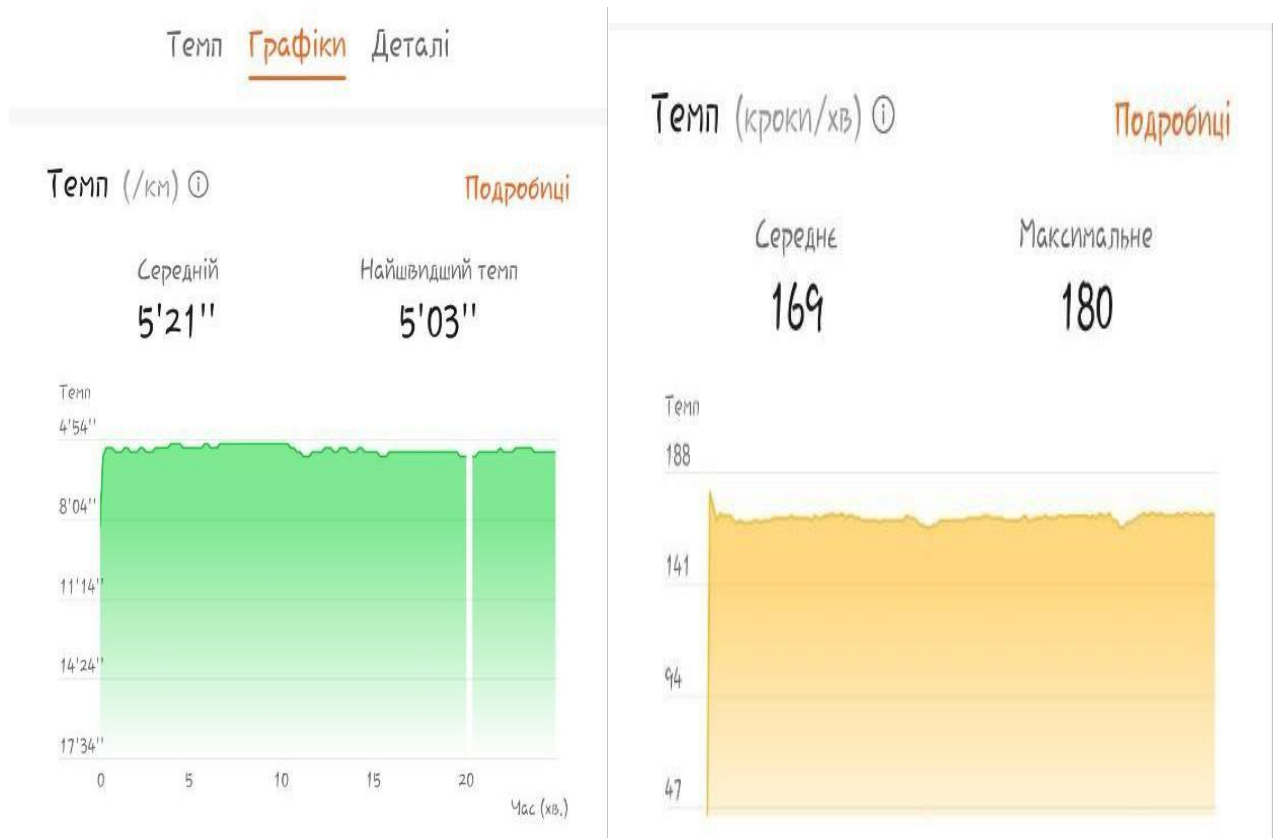 Темп Графіки Деталі
Темп (/км)
Подробиці
Середній
Найшвидший темп
5'21''
5'03''
Темп
4'54''
8'04''
11'14''
14'24''
17'34''
0 5 10 15 20
Час (хв.)
Темп (кроки/хв)
Подробиці
Середнє
Максимальне
169
180
Темп
188
141
94
47